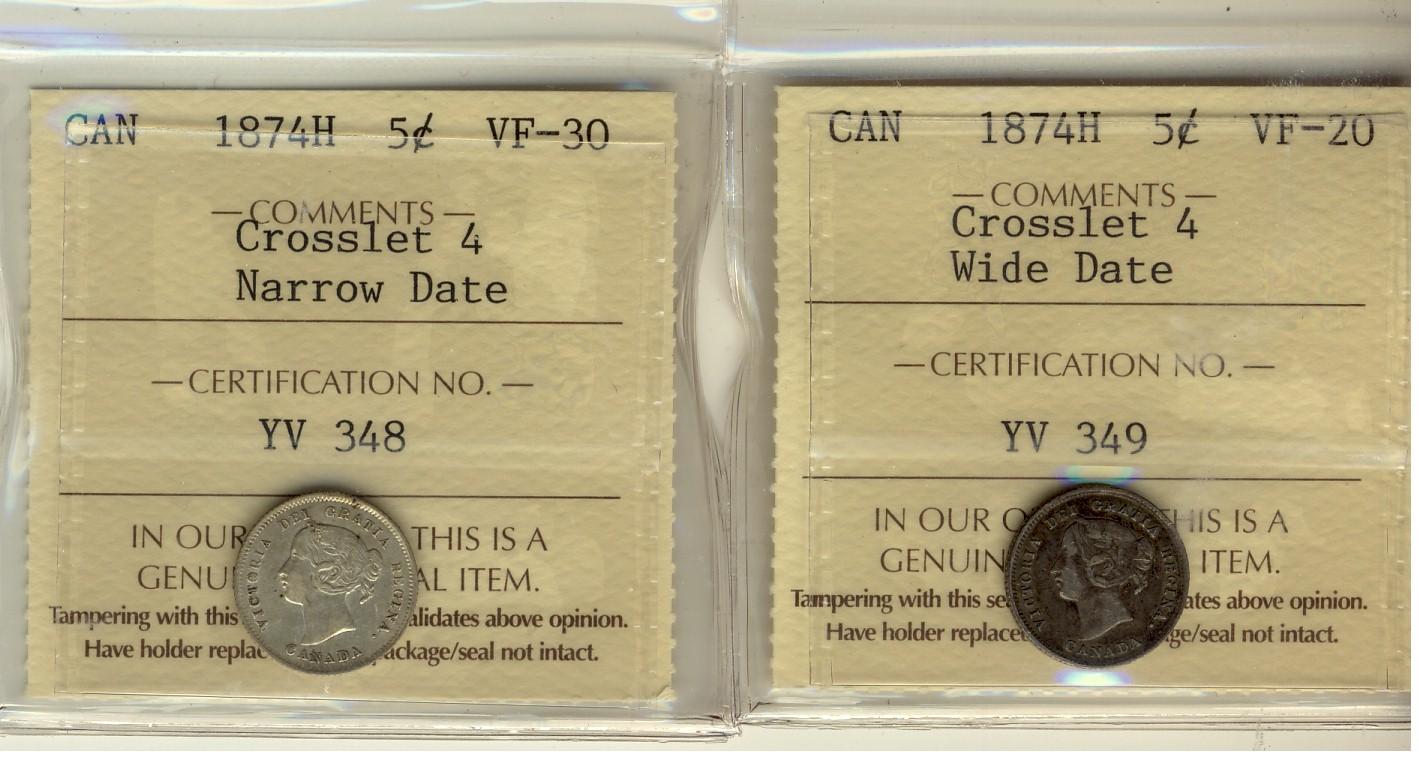 CAN 1874H 5¢ VF-30
—COMMENTS—
Crosslet 4
Narrow Date
—CERTIFICATION NO.—
YV 348
IN OUR THIS IS A
GENU AL ITEM.
Tampering with this alidates above opinion.
Have holder replac ackage/seal not intact.
VICTORIA DEI GRATIA REGINA.
CANADA
CAN 1874H 5¢ VF-20
—COMMENTS—
Crosslet 4
Wide Date
—CERTIFICATION NO.—
YV 349
IN OUR O HIS IS A
GENUIN ITEM.
Tampering with this se ates above opinion.
Have holder replace ge/seal not intact.
VICTORIA DEI GRATIA REGINA.
CANADA